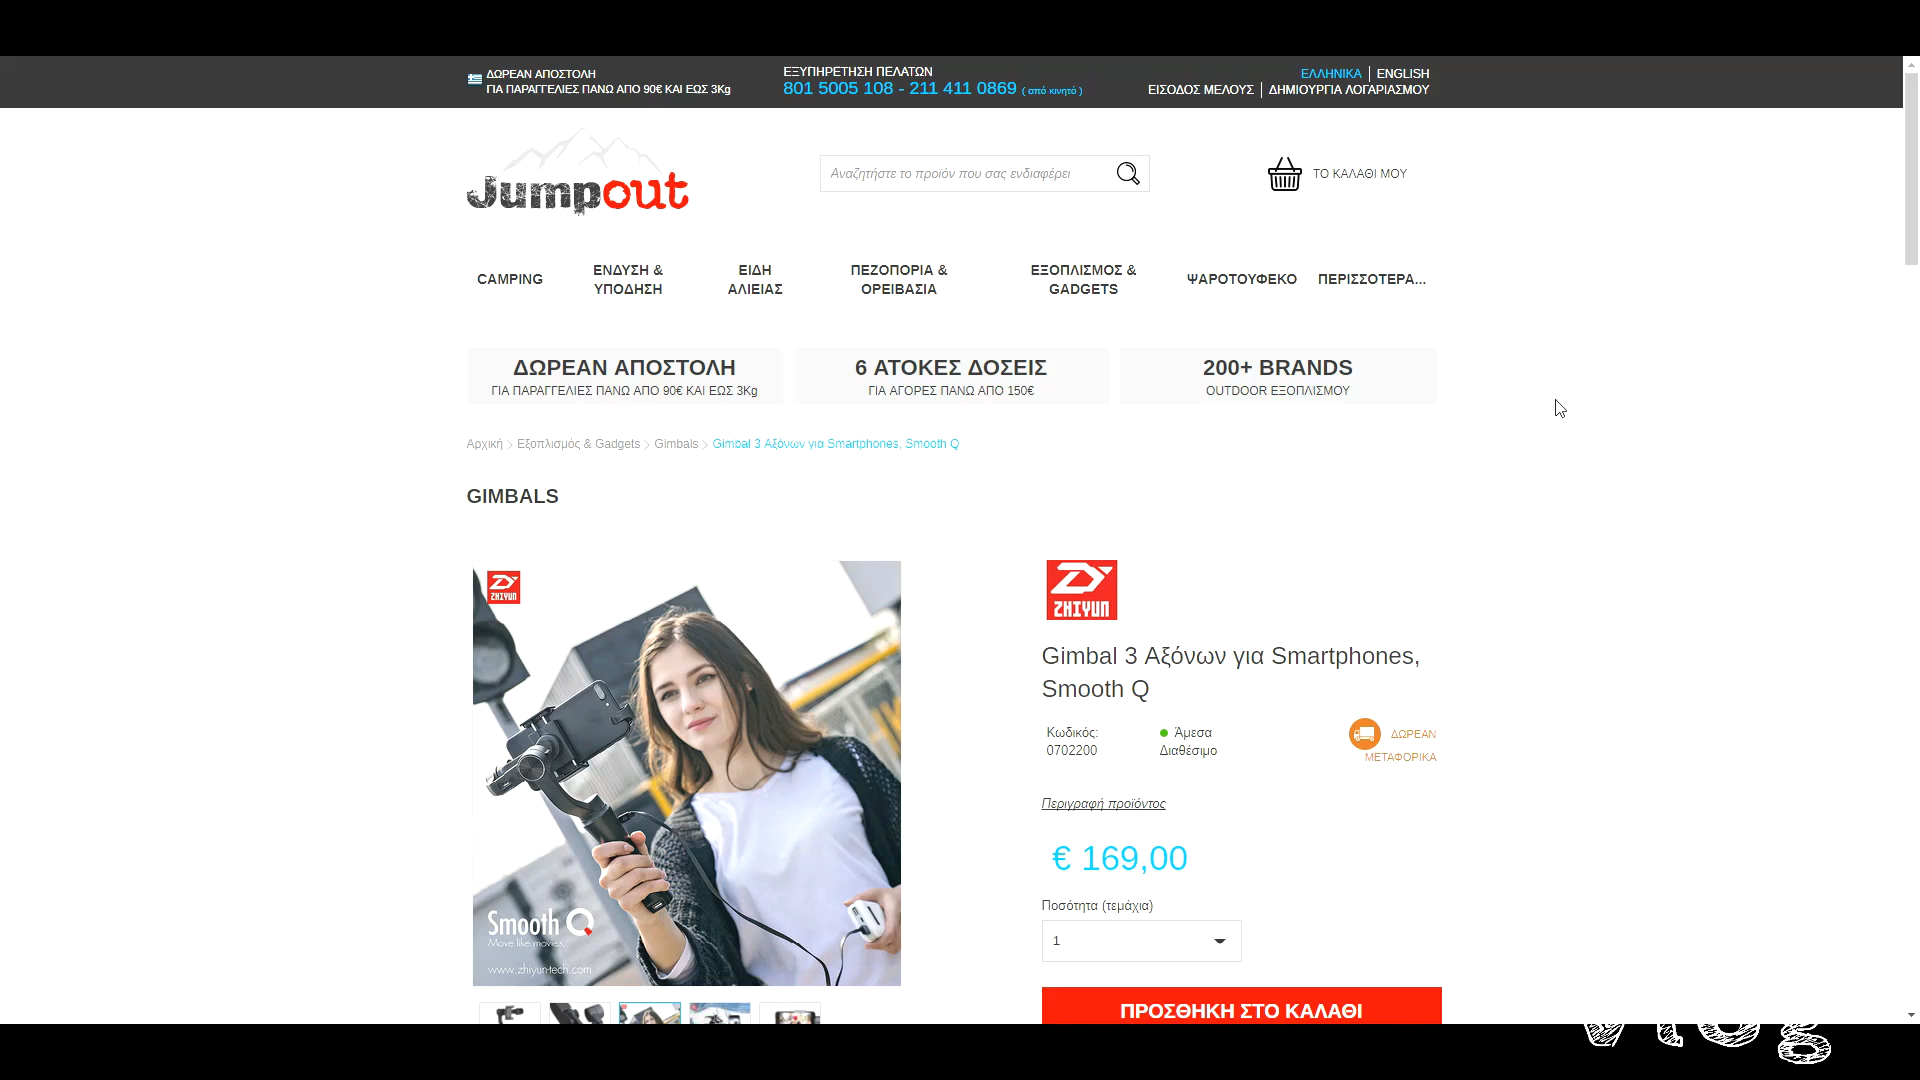 ΔΩΡΕΑΝ ΑΠΟΣΤΟΛΗ
ΓΙΑ ΠΑΡΑΓΓΕΛΙΕΣ ΠΑΝΩ ΑΠΟ 90€ ΚΑΙ ΕΩΣ 3Kg
ΕΞΥΠΗΡΕΤΗΣΗ ΠΕΛΑΤΩΝ
801 5005 108 - 211 411 0869 ( από κινητό )
ΕΛΛΗΝΙΚΑ | ENGLISH
ΕΙΣΟΔΟΣ ΜΕΛΟΥΣ | ΔΗΜΙΟΥΡΓΙΑ ΛΟΓΑΡΙΑΣΜΟΥ
Jumpout
Αναζητήστε το προϊόν που σας ενδιαφέρει
ΤΟ ΚΑΛΑΘΙ ΜΟΥ
CAMPING
ΕΝΔΥΣΗ &
ΥΠΟΔΗΣΗ
ΕΙΔΗ
ΑΛΙΕΙΑΣ
ΠΕΖΟΠΟΡΙΑ &
ΟΡΕΙΒΑΣΙΑ
ΕΞΟΠΛΙΣΜΟΣ &
GADGETS
ΨΑΡΟΤΟΥΦΕΚΟ
ΠΕΡΙΣΣΟΤΕΡΑ...
ΔΩΡΕΑΝ ΑΠΟΣΤΟΛΗ
ΓΙΑ ΠΑΡΑΓΓΕΛΙΕΣ ΠΑΝΩ ΑΠΟ 90€ ΚΑΙ ΕΩΣ 3Kg
6 ΑΤΟΚΕΣ ΔΟΣΕΙΣ
ΓΙΑ ΑΓΟΡΕΣ ΠΑΝΩ ΑΠΟ 150€
200+ BRANDS
OUTDOOR ΕΞΟΠΛΙΣΜΟΥ
Αρχική > Εξοπλισμός & Gadgets > Gimbals > Gimbal 3 Αξόνων για Smartphones, Smooth Q
GIMBALS
ZHIYUN
Smooth Q
Move like movies.
www.zhiyun-tech.com
ZHIYUN
Gimbal 3 Αξόνων για Smartphones,
Smooth Q
Κωδικός:
0702200
Άμεσα
Διαθέσιμο
ΔΩΡΕΑΝ
ΜΕΤΑΦΟΡΙΚΑ
Περιγραφή προϊόντος
€ 169,00
Ποσότητα (τεμάχια)
1
ΠΡΟΣΘΗΚΗ ΣΤΟ ΚΑΛΑΘΙ
vlog